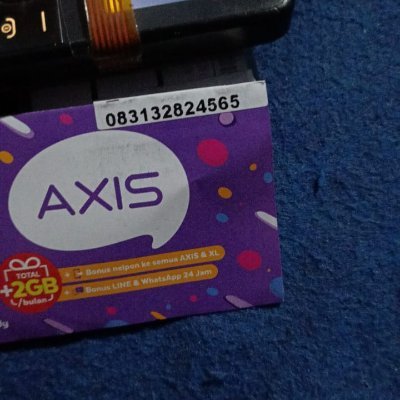 083132824565
AXIS
TOTAL
+2GB
/bulan
+ Bonus nelpon ke semua AXIS & XL
+ Bonus LINE & WhatsApp 24 Jam